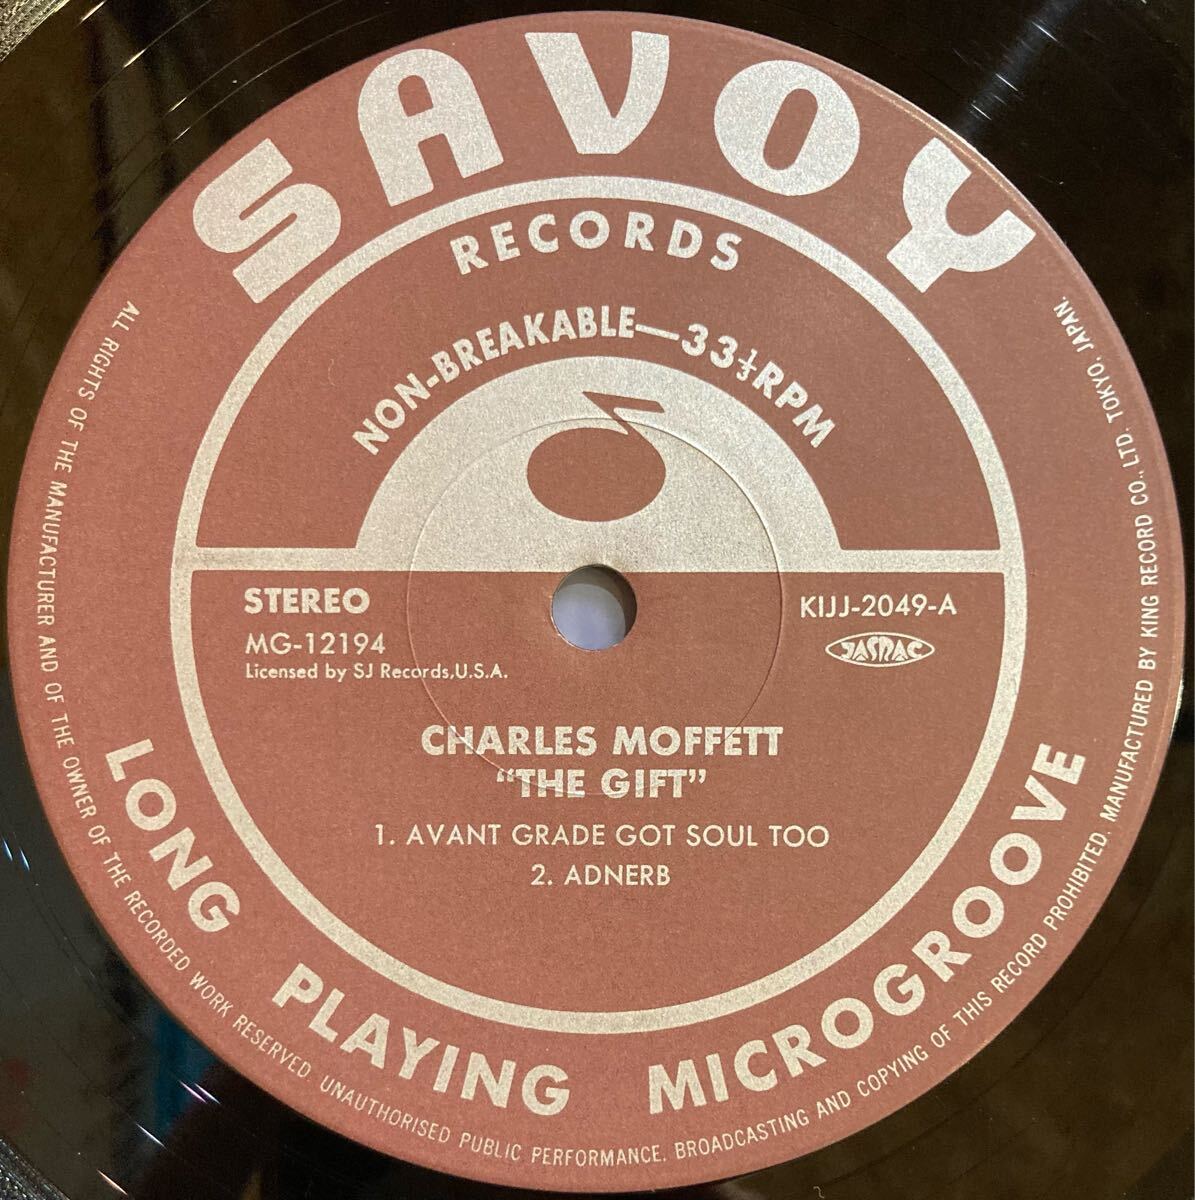 SAVOY
RECORDS
NON-BREAKABLE—33⅓RPM
STEREO
MG-12194
Licensed by SJ Records,U.S.A.
KIJJ-2049-A
JASRAC
CHARLES MOFFETT
“THE GIFT”
1. AVANT GRADE GOT SOUL TOO
2. ADNERB
LONG PLAYING MICROGROOVE
ALL RIGHTS OF THE MANUFACTURER AND OF THE OWNER OF THE RECORDED WORK RESERVED. UNAUTHORISED PUBLIC PERFORMANCE. BROADCASTING AND COPYING OF THIS RECORD PROHIBITED. MANUFACTURED BY KING RECORD CO., LTD. TOKYO. JAPAN.